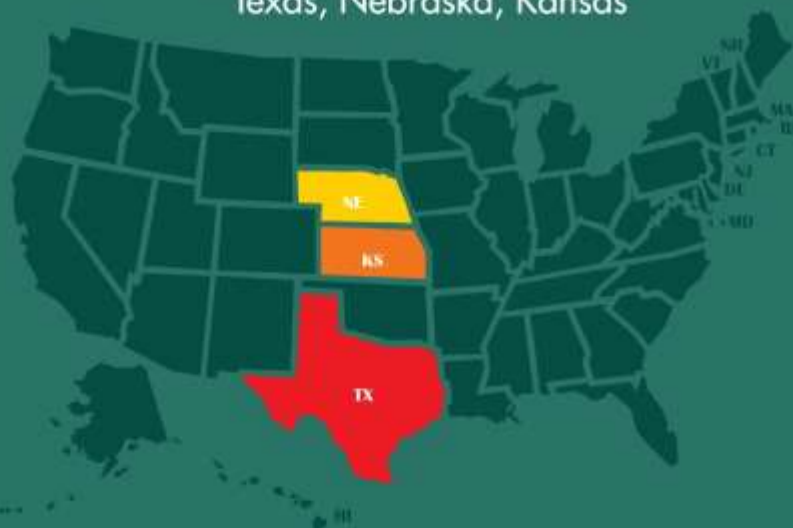 Texas, Nebraska, Kansas
NH
VT
MA
CT
NJ
DE
MD
NE
KS
TX
HI